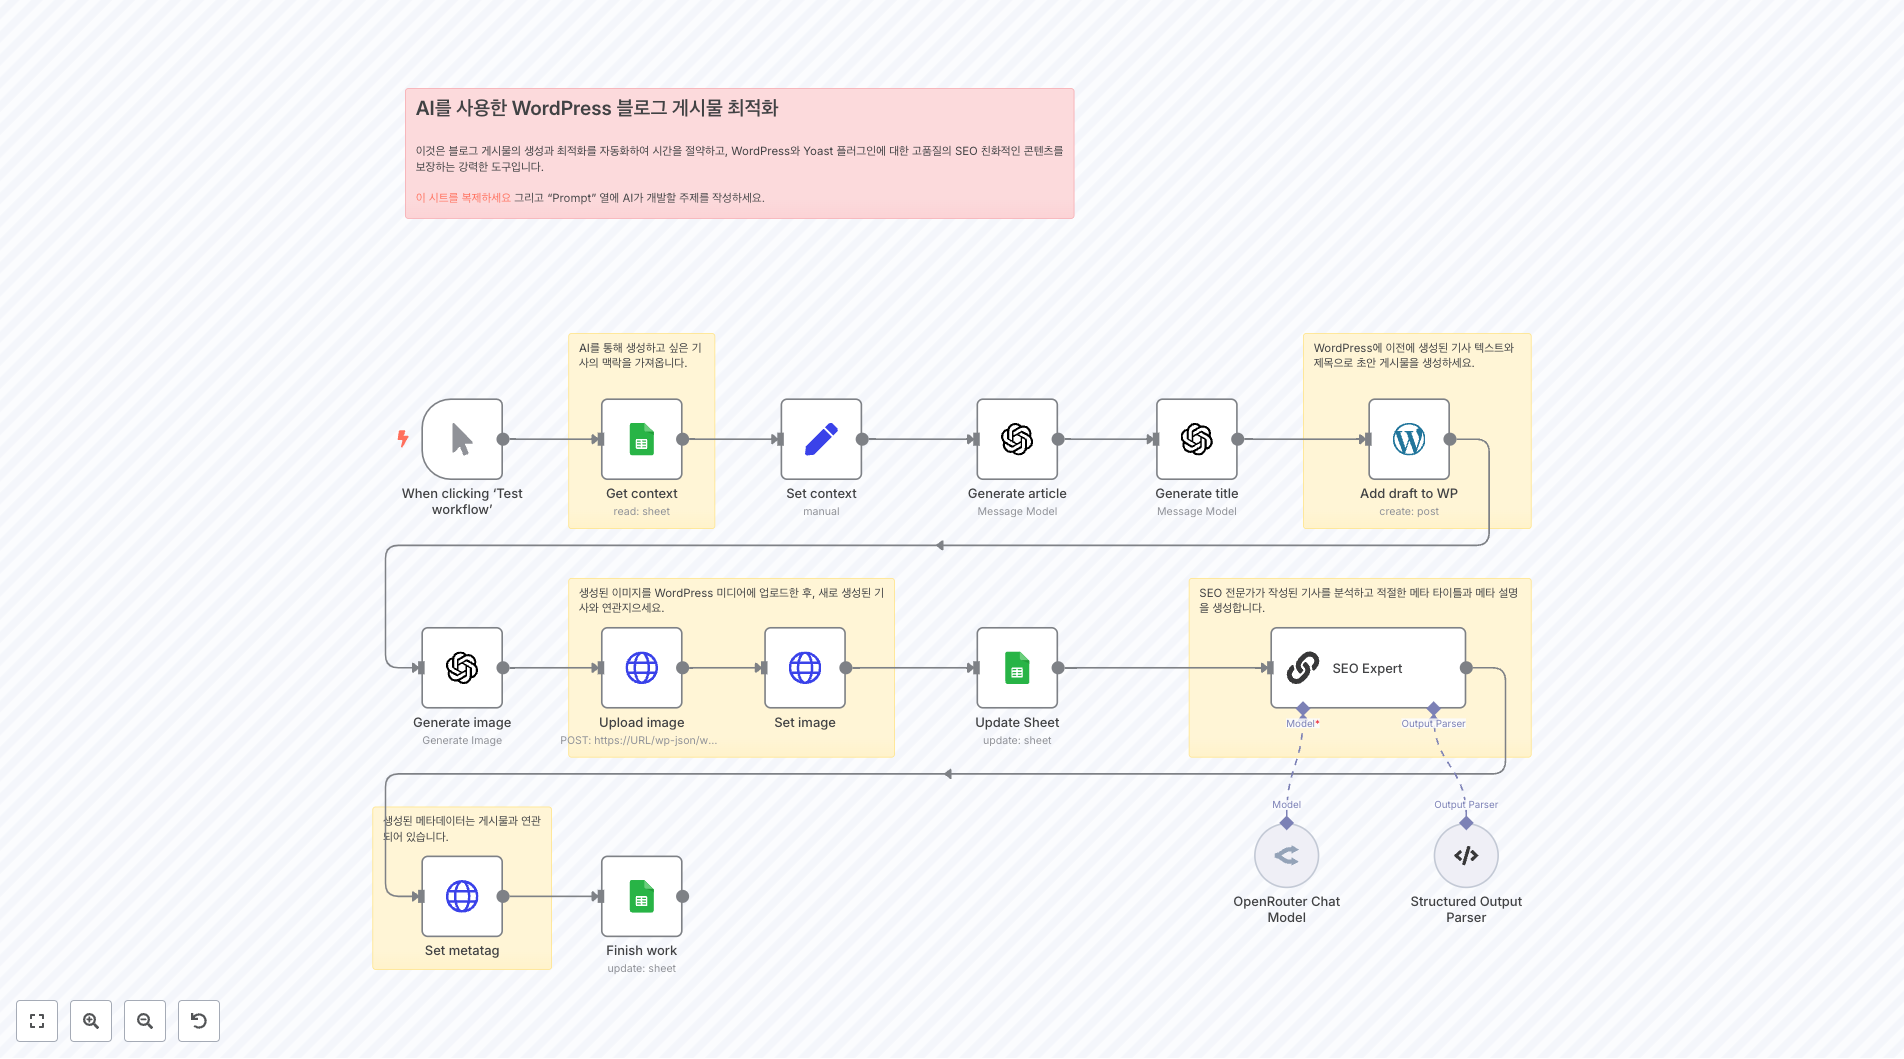 AI를 사용한 WordPress 블로그 게시물 최적화
이것은 블로그 게시물의 생성과 최적화를 자동화하여 시간을 절약하고, WordPress와 Yoast 플러그인에 대한 고품질의 SEO 친화적인 콘텐츠를
보장하는 강력한 도구입니다.
이 시트를 복제하세요 그리고 “Prompt” 열에 AI가 개발할 주제를 작성하세요.
AI를 통해 생성하고 싶은 기
사의 맥락을 가져옵니다.
WordPress에 이전에 생성된 기사 텍스트와
제목으로 초안 게시물을 생성하세요.
When clicking ‘Test
workflow’
Get context
read: sheet
Set context
manual
Generate article
Message Model
Generate title
Message Model
Add draft to WP
create: post
생성된 이미지를 WordPress 미디어에 업로드한 후, 새로 생성된 기
사와 연관지으세요.
SEO 전문가가 작성된 기사를 분석하고 적절한 메타 타이틀과 메타 설명
을 생성합니다.
Generate image
Generate Image
Upload image
POST: https://URL/wp-json/w...
Set image
Update Sheet
update: sheet
SEO Expert
Model*
Output Parser
Model
Output Parser
OpenRouter Chat
Model
Structured Output
Parser
생성된 메타데이터는 게시물과 연관
되어 있습니다.
Set metatag
Finish work
update: sheet